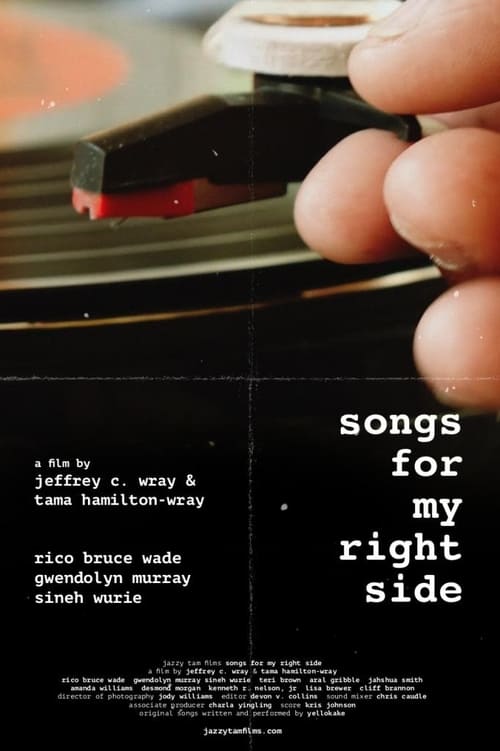 songs
for
my
right
side
a film by
jeffrey c. wray &
tama hamilton-wray
rico bruce wade
gwendolyn murray
sineh wurie
jazzy tam films songs for my right side
a film by jeffrey c. wray & tama hamilton-wray
rico bruce wade gwendolyn murray sineh wurie teri brown aral gribble jahshua smith
amanda williams desmond morgan kenneth r. nelson, jr lisa brewer cliff brannon
director of photography jody williams editor devon v. collins sound mixer chris caudle
associate producer charla yingling score kris johnson
original songs written and performed by yellokake
jazzytamfilms.com